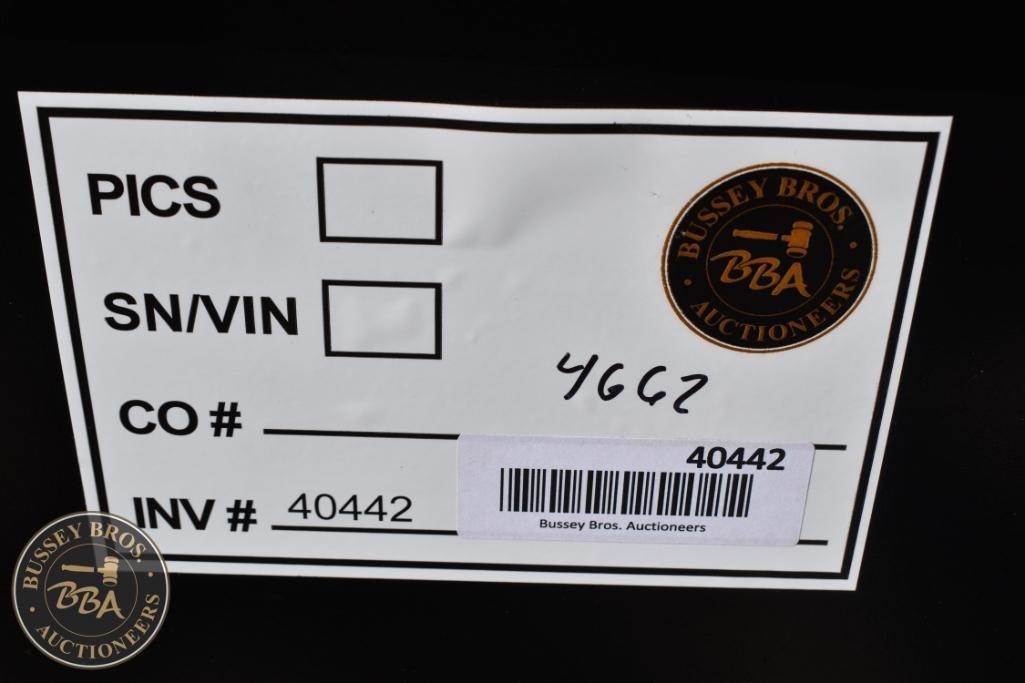 PICS
BUSSEY BROS.
BBA
AUCTIONEERS
SN/VIN
4662
CO #
40442
INV # 40442
Bussey Bros. Auctioneers
BUSSEY BROS.
BBA
AUCTIONEERS